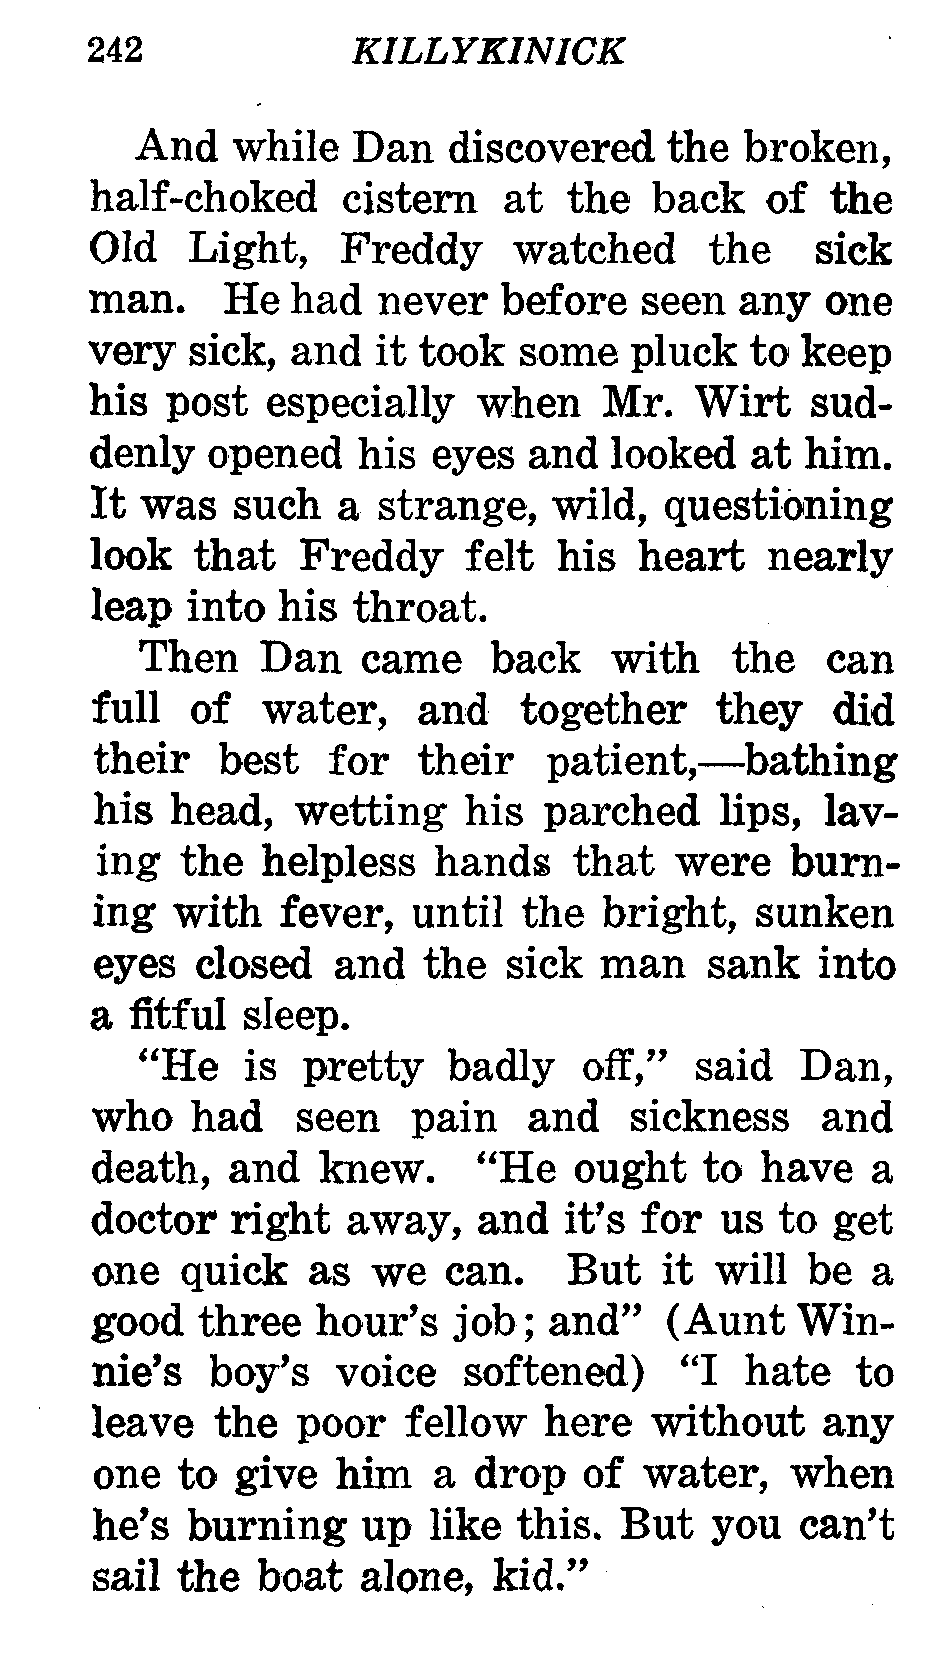 242 KILLYKINICK
And while Dan discovered the broken,
half-choked cistern at the back of the
Old Light, Freddy watched the sick
man. He had never before seen any one
very sick, and it took some pluck to keep
his post especially when Mr. Wirt sud-
denly opened his eyes and looked at him.
It was such a strange, wild, questioning
look that Freddy felt his heart nearly
leap into his throat.
Then Dan came back with the can
full of water, and together they did
their best for their patient,—bathing
his head, wetting his parched lips, lav-
ing the helpless hands that were burn-
ing with fever, until the bright, sunken
eyes closed and the sick man sank into
a fitful sleep.
“He is pretty badly off,” said Dan,
who had seen pain and sickness and
death, and knew. “He ought to have a
doctor right away, and it’s for us to get
one quick as we can. But it will be a
good three hour’s job; and” (Aunt Win-
nie’s boy’s voice softened) “I hate to
leave the poor fellow here without any
one to give him a drop of water, when
he’s burning up like this. But you can’t
sail the boat alone, kid.”